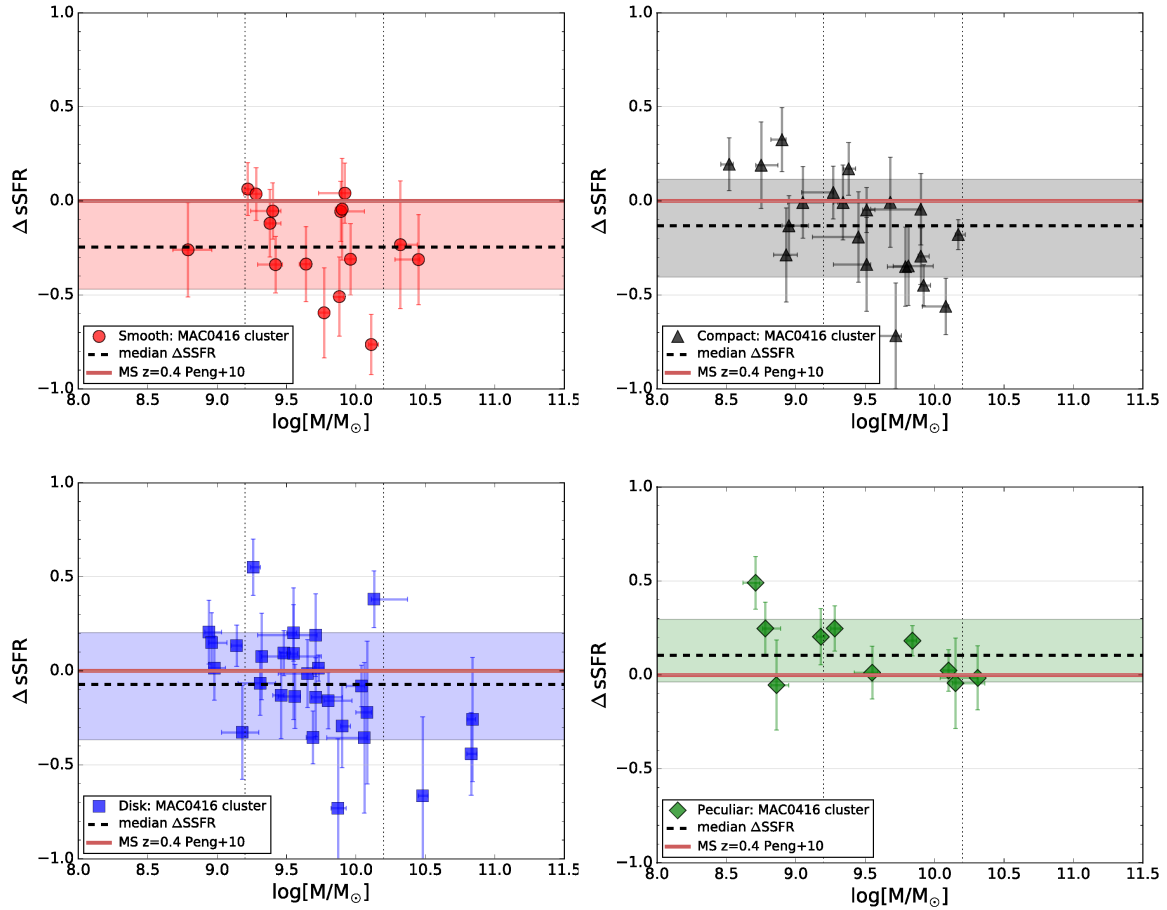 1.0
0.5
0.0
−0.5
−1.0
Δ sSFR
Smooth: MAC0416 cluster
median ΔSSFR
MS z=0.4 Peng+10
8.0 8.5 9.0 9.5 10.0 10.5 11.0 11.5
log[M/M⊙]
1.0
0.5
0.0
−0.5
−1.0
Δ sSFR
Compact: MAC0416 cluster
median ΔSSFR
MS z=0.4 Peng+10
8.0 8.5 9.0 9.5 10.0 10.5 11.0 11.5
log[M/M⊙]
1.0
0.5
0.0
−0.5
−1.0
Δ sSFR
Disk: MAC0416 cluster
median ΔSSFR
MS z=0.4 Peng+10
8.0 8.5 9.0 9.5 10.0 10.5 11.0 11.5
log[M/M⊙]
1.0
0.5
0.0
−0.5
−1.0
Δ sSFR
Peculiar: MAC0416 cluster
median ΔSSFR
MS z=0.4 Peng+10
8.0 8.5 9.0 9.5 10.0 10.5 11.0 11.5
log[M/M⊙]